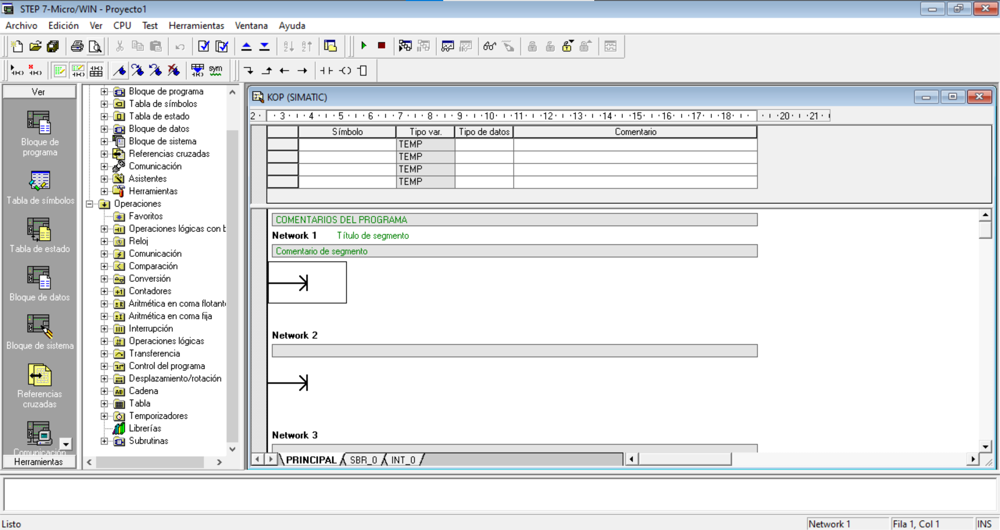 STEP 7-Micro/WIN - Proyecto1
Archivo Edición Ver CPU Test Herramientas Ventana Ayuda
sym
Ver
Bloque de
programa
Tabla de símbolos
Tabla de estado
Bloque de datos
Bloque de sistema
Referencias
cruzadas
Comunicación
Herramientas
Bloque de programa
Tabla de símbolos
Tabla de estado
Bloque de datos
Bloque de sistema
Referencias cruzadas
Comunicación
Asistentes
Herramientas
Operaciones
Favoritos
Operaciones lógicas con b
Reloj
Comunicación
Comparación
Conversión
Contadores
Aritmética en coma flotant
Aritmética en coma fija
Interrupción
Operaciones lógicas
Transferencia
Control del programa
Desplazamiento/rotación
Cadena
Tabla
Temporizadores
Librerías
Subrutinas
KOP (SIMATIC)
2 3 4 5 6 7 8 9 10 11 12 13 14 15 16 17 18 20 21
Símbolo Tipo var. Tipo de datos Comentario
TEMP
TEMP
TEMP
TEMP
COMENTARIOS DEL PROGRAMA
Network 1 Título de segmento
Comentario de segmento
Network 2
Network 3
PRINCIPAL SBR_0 INT_0
Listo Network 1 Fila 1, Col 1 INS